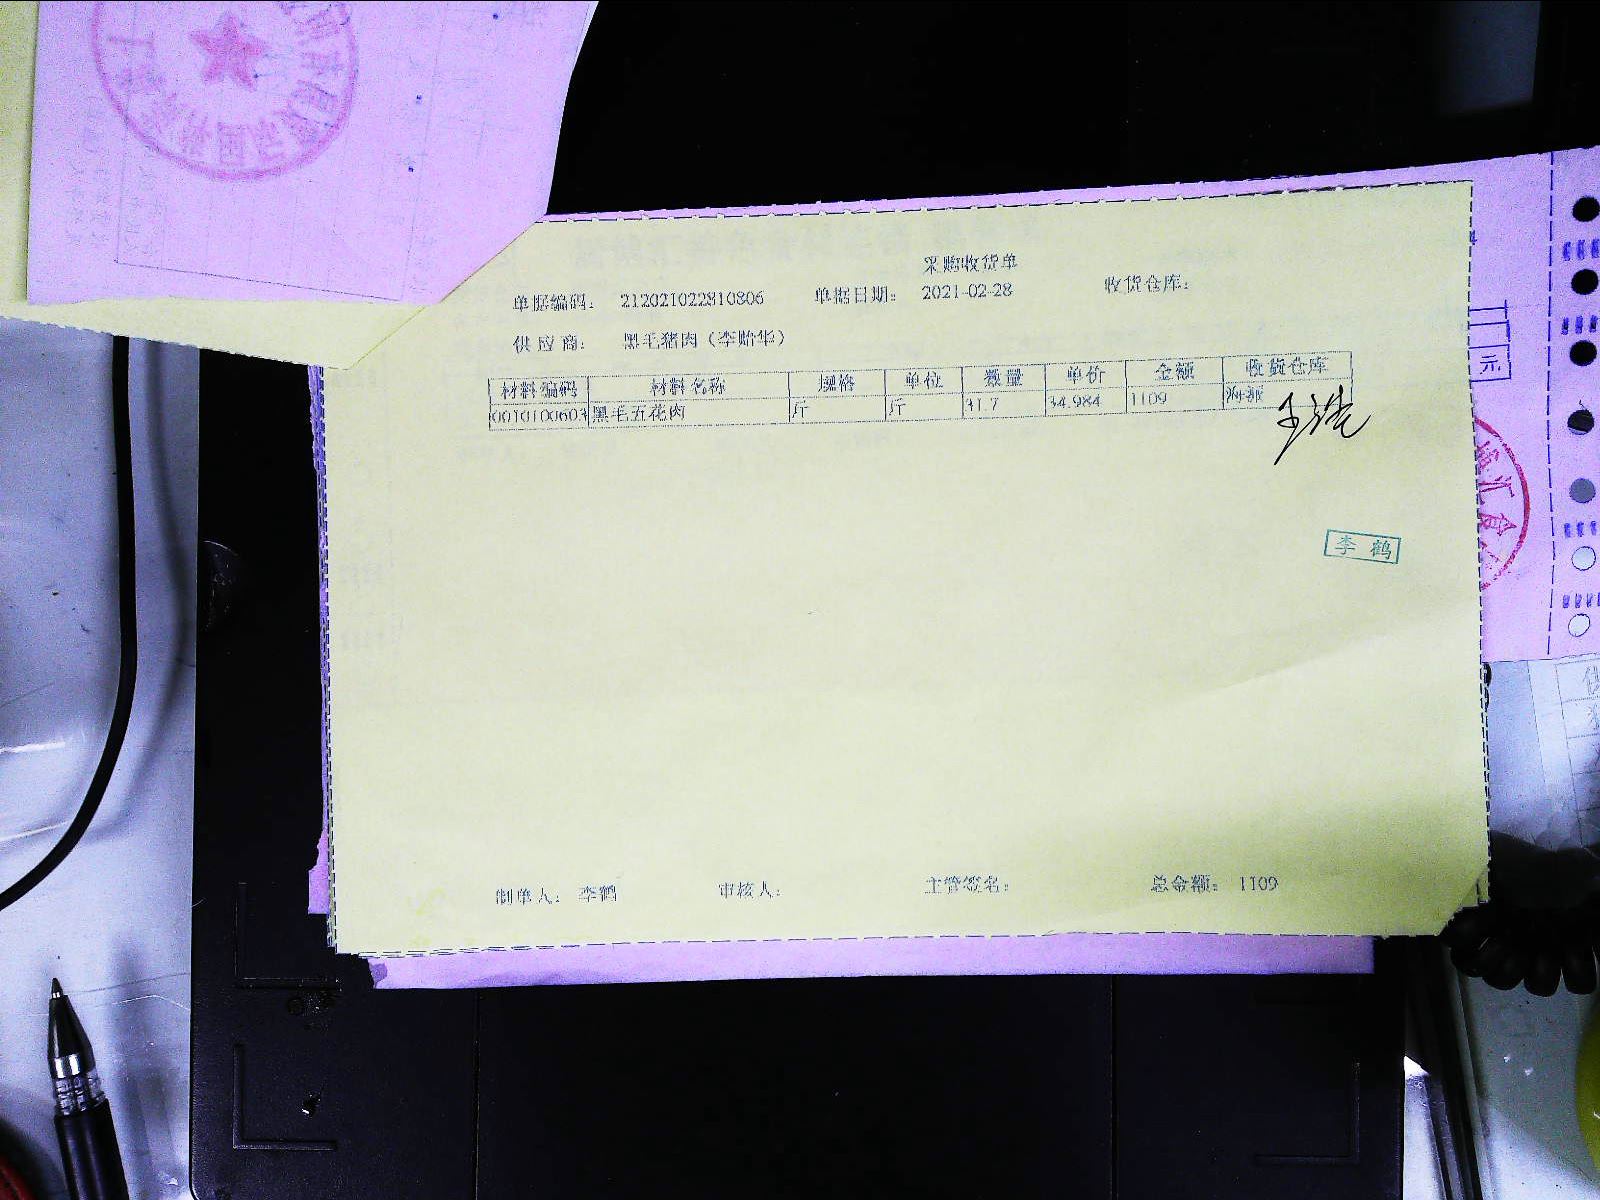 采购收货单
单据编码： 212021022810806 单据日期： 2021-02-28 收货仓库：
供应商： 黑毛猪肉（李贻华）
材料编码 材料名称 规格 单位 数量 单价 金额 收货仓库
0010100603 黑毛五花肉 斤 斤 31.7 34.984 1109
元
李鹤
制单人： 李鹤 审核人： 主管签名： 总金额： 1109